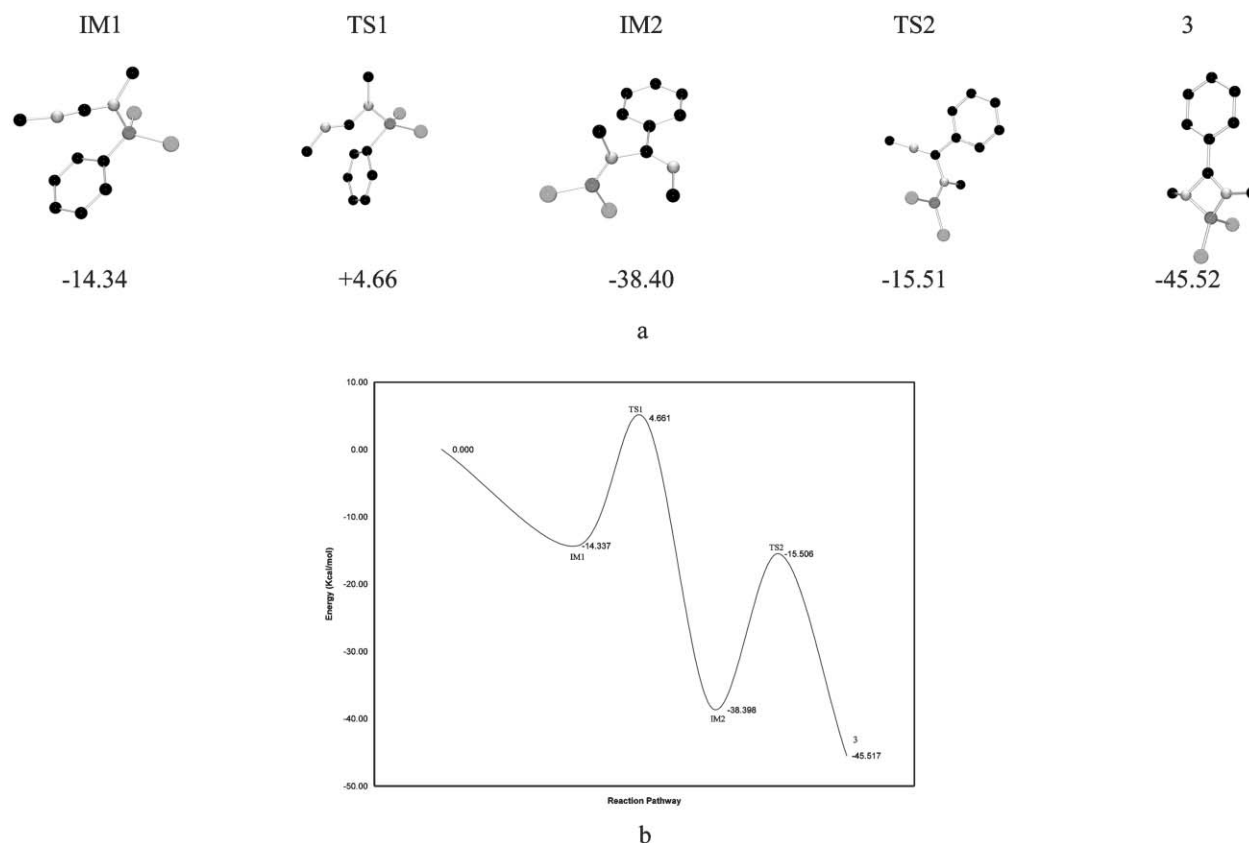 IM1 TS1 IM2 TS2 3
-14.34 +4.66 -38.40 -15.51 -45.52
a
10.00
TS1
4.661
0.00
0.000
-10.00
-14.337
IM1
TS2
-15.506
-20.00
Energy (Kcal/mol)
-30.00
-38.398
IM2
-40.00
3
-45.517
-50.00
Reaction Pathway
b